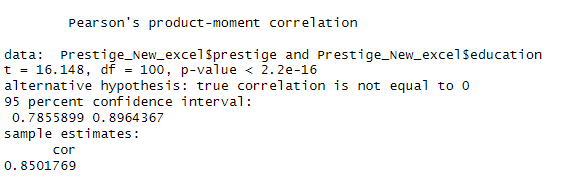 Pearson's product-moment correlation
data:  Prestige_New_excel$prestige and Prestige_New_excel$education
t = 16.148, df = 100, p-value < 2.2e-16
alternative hypothesis: true correlation is not equal to 0
95 percent confidence interval:
 0.7855899 0.8964367
sample estimates:
      cor
0.8501769